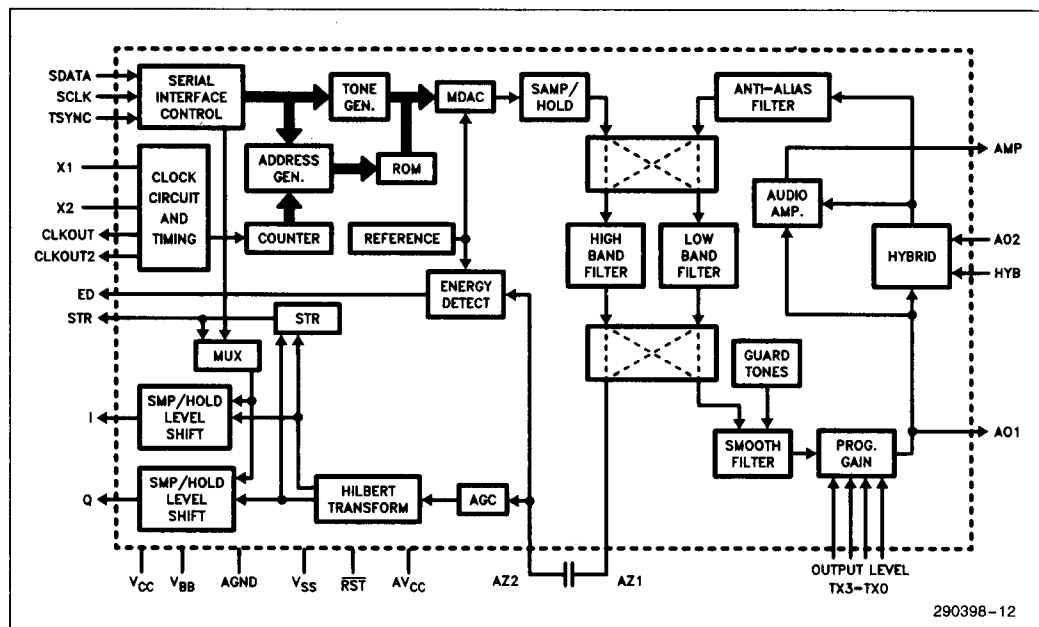 SDATA
SCLK
TSYNC
SERIAL
INTERFACE
CONTROL
TONE
GEN.
MDAC
SAMP/
HOLD
ANTI-ALIAS
FILTER
X1
X2
CLKOUT
CLKOUT2
CLOCK
CIRCUIT
AND
TIMING
ADDRESS
GEN.
ROM
COUNTER
REFERENCE
AUDIO
AMP.
AMP
HIGH
BAND
FILTER
LOW
BAND
FILTER
HYBRID
AO2
HYB
ED
ENERGY
DETECT
STR
STR
MUX
GUARD
TONES
I
SMP/HOLD
LEVEL
SHIFT
SMOOTH
FILTER
PROG.
GAIN
AO1
Q
SMP/HOLD
LEVEL
SHIFT
HILBERT
TRANSFORM
AGC
VCC
VBB
AGND
VSS
RST
AVCC
AZ2
AZ1
OUTPUT LEVEL
TX3-TX0
290398-12